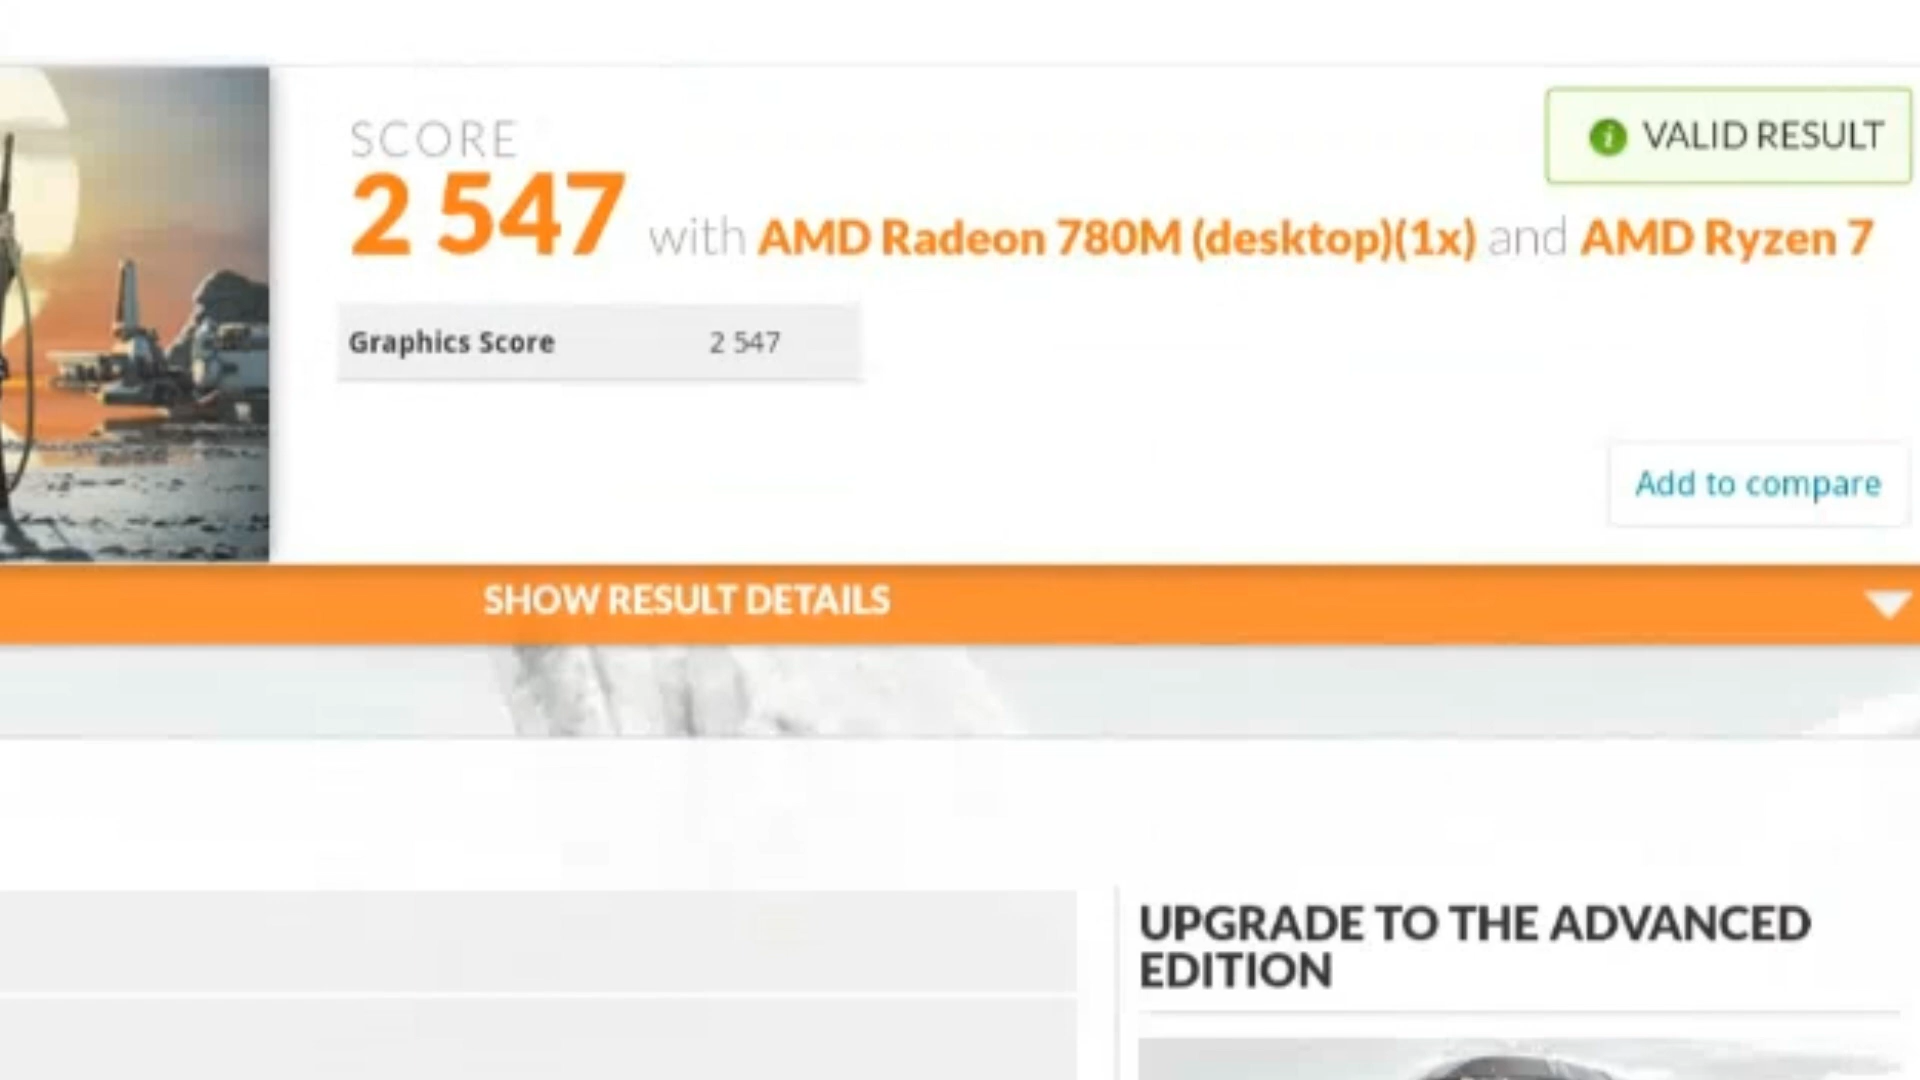 SCORE
VALID RESULT
2 547 with AMD Radeon 780M (desktop)(1x) and AMD Ryzen 7
Graphics Score 2 547
Add to compare
SHOW RESULT DETAILS
UPGRADE TO THE ADVANCED
EDITION